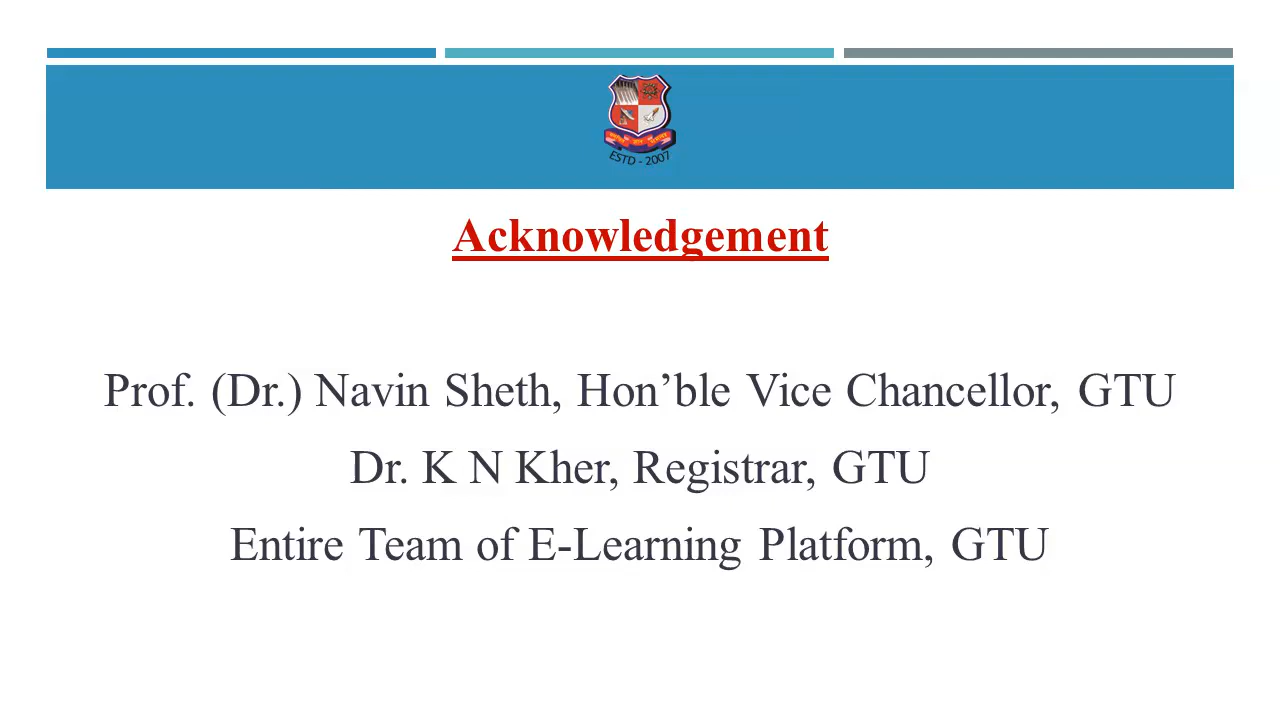 ESTD - 2007
Acknowledgement
Prof. (Dr.) Navin Sheth, Hon’ble Vice Chancellor, GTU
Dr. K N Kher, Registrar, GTU
Entire Team of E-Learning Platform, GTU